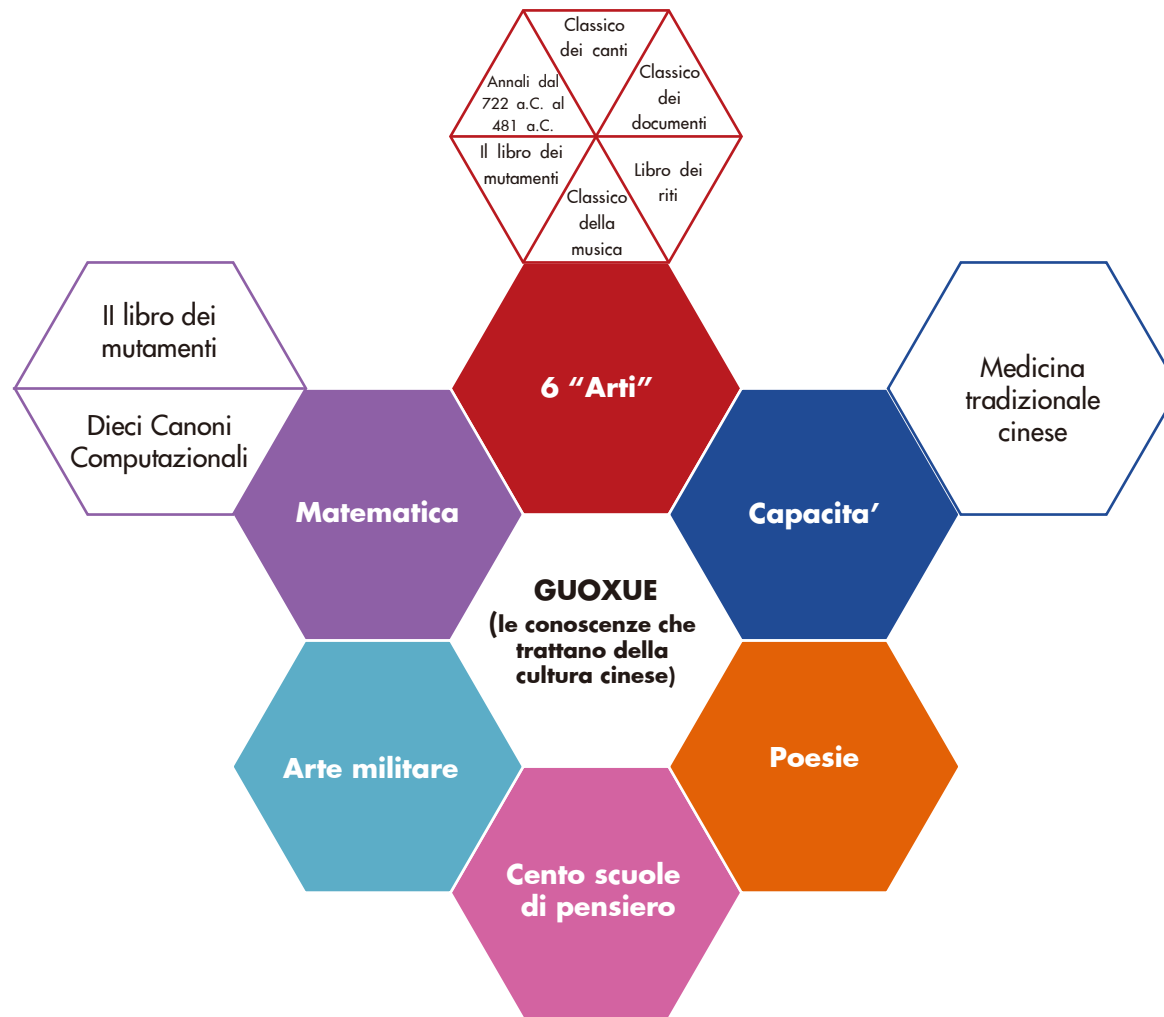 Classico
dei canti
Annali dal
722 a.C. al
481 a.C.
Classico
dei
documenti
Il libro dei
mutamenti
Classico
della
musica
Libro dei
riti
Il libro dei
mutamenti
Dieci Canoni
Computazionali
6 “Arti”
Medicina
tradizionale
cinese
Matematica
Capacita’
GUOXUE
(le conoscenze che
trattano della
cultura cinese)
Arte militare
Poesie
Cento scuole
di pensiero